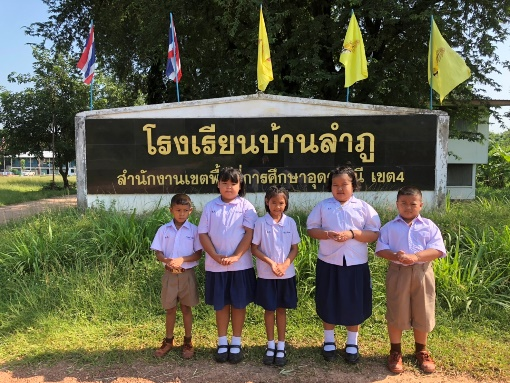 โรงเรียนบ้านลำภู
สำนักงานเขตพื้ ที่การศึกษาอุด นี เขต4